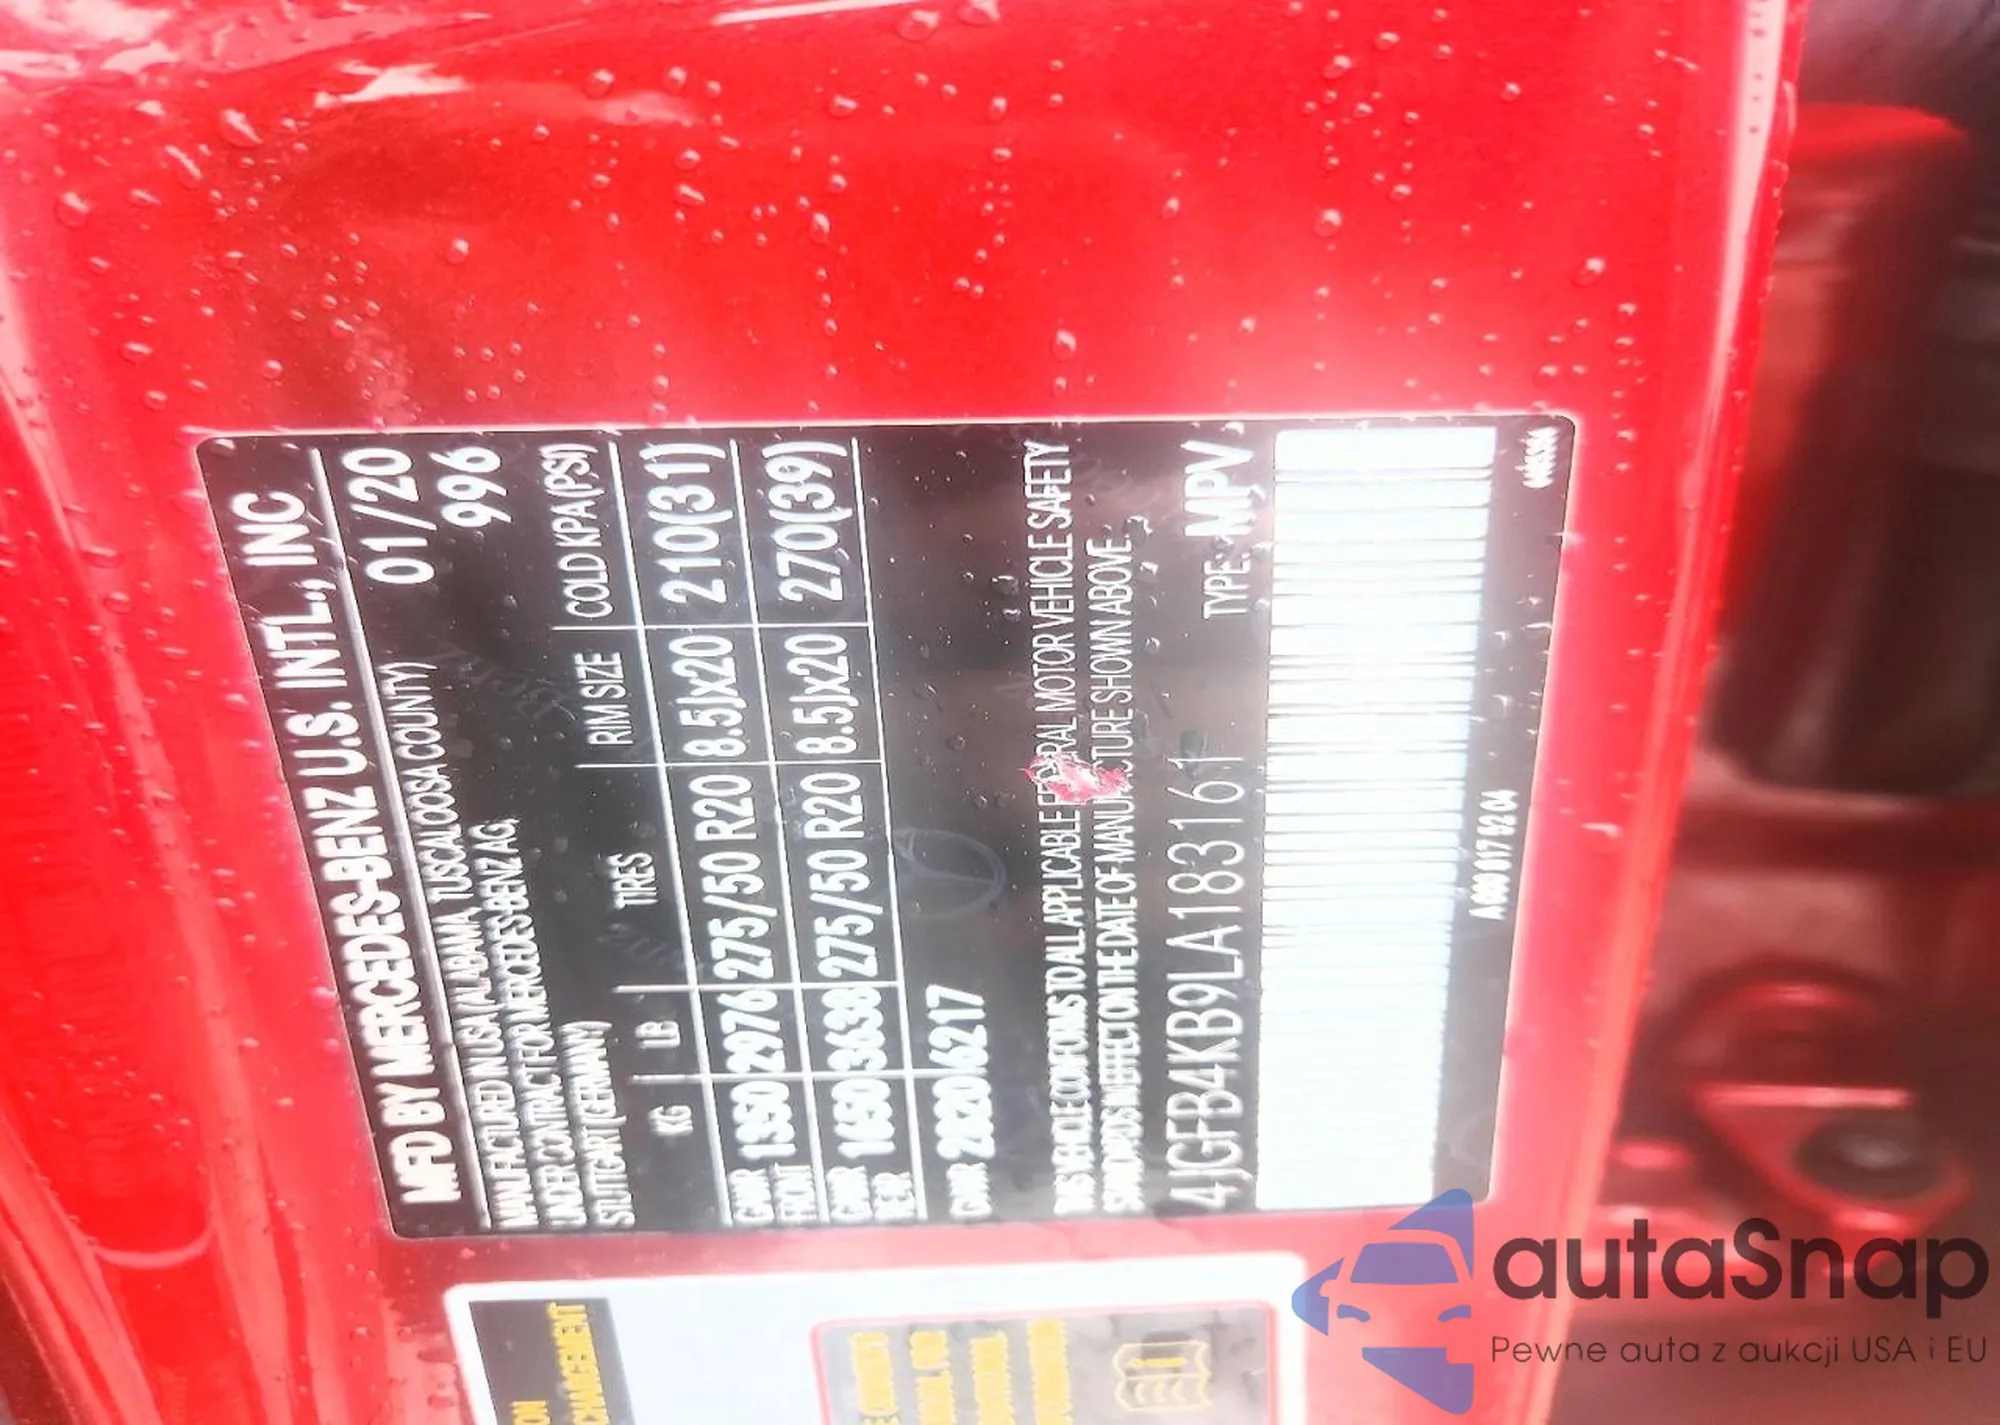 MFD BY MERCEDES-BENZ U.S. INTL., INC
MANUFACTURED IN USA (ALABAMA, TUSCALOOSA COUNTY) 01/20
UNDER CONTRACT FOR MERCEDES-BENZ AG, 996
STUTTGART (GERMANY)
KG LB TIRES RIM SIZE COLD KPA(PSI)
GAWR FRONT 1350 2976 275/50 R20 8.5Jx20 210(31)
GAWR 1650 3638 275/50 R20 8.5Jx20 270(39)
GVWR 2820 6217
THIS VEHICLE CONFORMS TO ALL APPLICABLE FEDERAL MOTOR VEHICLE SAFETY
STANDARDS IN EFFECT ON THE DATE OF MANUFACTURE SHOWN ABOVE.
4JGFB4KB9LA183161 TYPE: MPV
A 000 817 52 04
autaSnap
Pewne auta z aukcji USA i EU